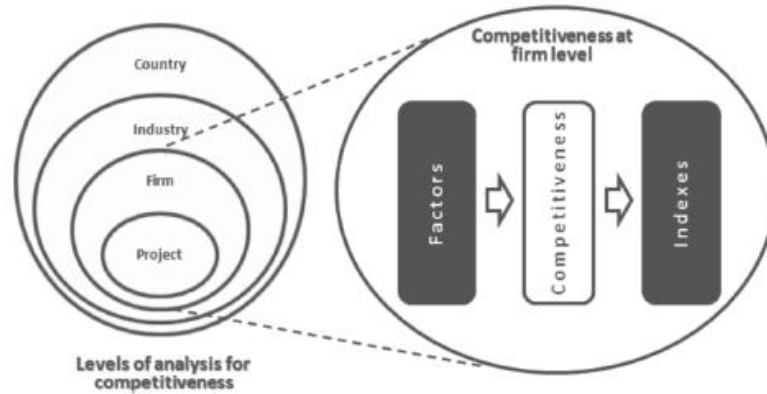 Country
Industry
Firm
Project
Levels of analysis for
competitiveness
Competitiveness at
firm level
Factors
Competitiveness
Indexes